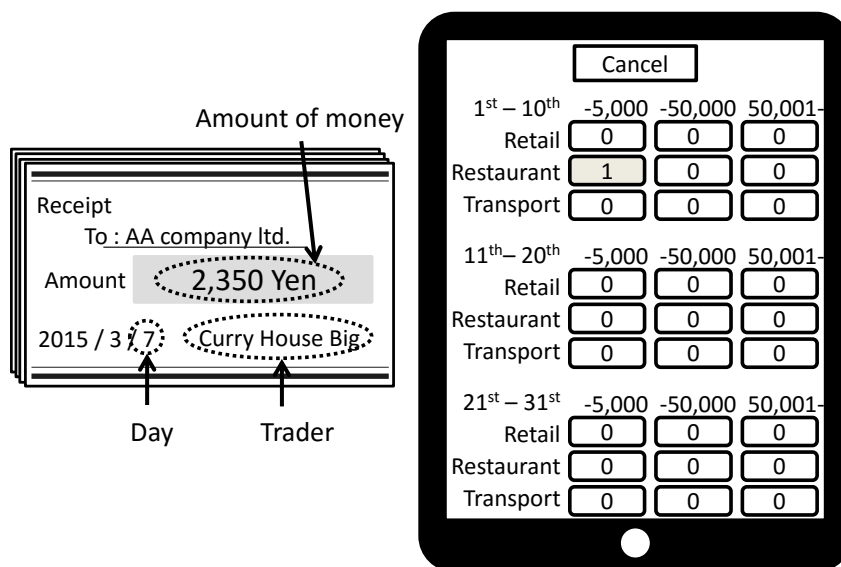 Amount of money
Receipt
To : AA company ltd.
Amount 2,350 Yen
2015 / 3 / 7 Curry House Big
Day Trader
Cancel
1st – 10th -5,000 -50,000 50,001-
Retail 0 0 0
Restaurant 1 0 0
Transport 0 0 0
11th – 20th -5,000 -50,000 50,001-
Retail 0 0 0
Restaurant 0 0 0
Transport 0 0 0
21st – 31st -5,000 -50,000 50,001-
Retail 0 0 0
Restaurant 0 0 0
Transport 0 0 0